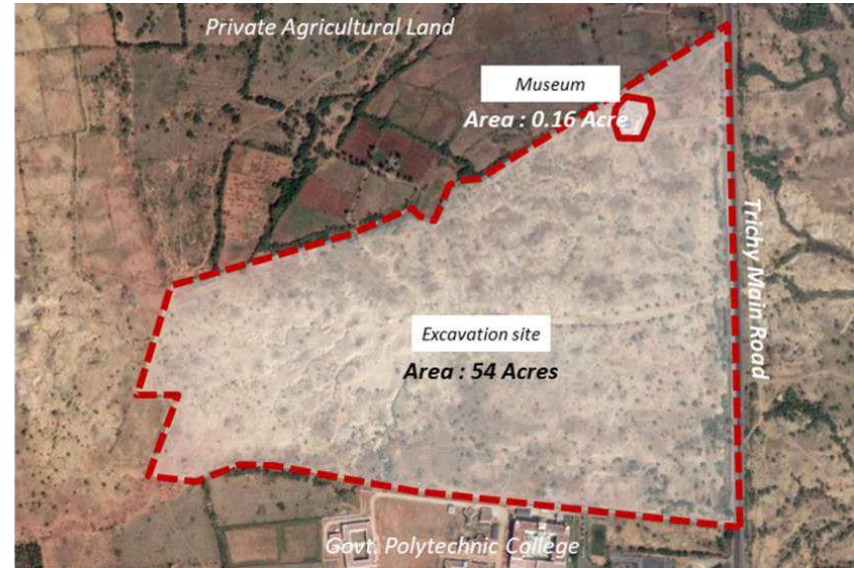 Private Agricultural Land
Museum
Area : 0.16 Acre
Trichy Main Road
Excavation site
Area : 54 Acres
Govt. Polytechnic College